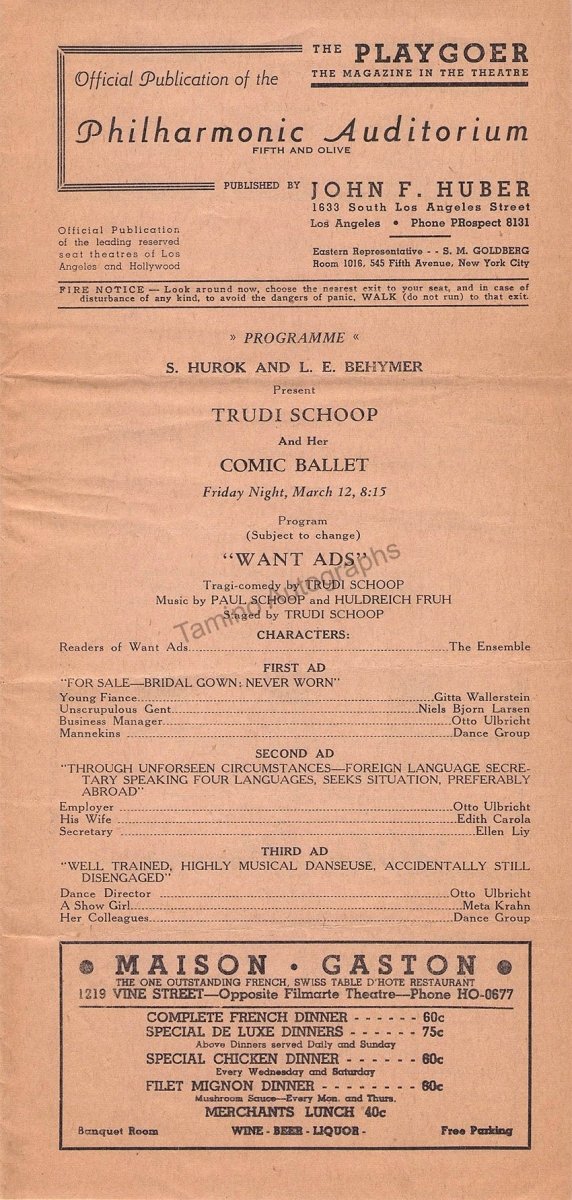 THE PLAYGOER
THE MAGAZINE IN THE THEATRE
Official Publication of the
Philharmonic Auditorium
FIFTH AND OLIVE
PUBLISHED BY JOHN F. HUBER
1633 South Los Angeles Street
Los Angeles • Phone PRospect 8131
Official Publication
of the leading reserved
seat theatres of Los
Angeles and Hollywood
Eastern Representative - - S. M. GOLDBERG
Room 1016, 545 Fifth Avenue, New York City
FIRE NOTICE — Look around now, choose the nearest exit to your seat, and in case of
disturbance of any kind, to avoid the dangers of panic, WALK (do not run) to that exit.
» PROGRAMME «
S. HUROK AND L. E. BEHYMER
Present
TRUDI SCHOOP
And Her
COMIC BALLET
Friday Night, March 12, 8:15
Program
(Subject to change)
"WANT ADS"
Tragi-comedy by TRUDI SCHOOP
Music by PAUL SCHOOP and HULDREICH FRUH
Staged by TRUDI SCHOOP
Tamino Autographs
CHARACTERS:
Readers of Want Ads....The Ensemble
FIRST AD
"FOR SALE—BRIDAL GOWN; NEVER WORN"
Young Fiance....Gitta Wallerstein
Unscrupulous Gent....Niels Bjorn Larsen
Business Manager....Otto Ulbricht
Mannekins....Dance Group
SECOND AD
"THROUGH UNFORSEEN CIRCUMSTANCES—FOREIGN LANGUAGE SECRE-
TARY SPEAKING FOUR LANGUAGES, SEEKS SITUATION, PREFERABLY
ABROAD"
Employer....Otto Ulbricht
His Wife....Edith Carola
Secretary....Ellen Liy
THIRD AD
"WELL TRAINED, HIGHLY MUSICAL DANSEUSE, ACCIDENTALLY STILL
DISENGAGED"
Dance Director....Otto Ulbricht
A Show Girl....Meta Krahn
Her Colleagues....Dance Group
MAISON • GASTON
THE ONE OUTSTANDING FRENCH, SWISS TABLE D'HOTE RESTAURANT
1219 VINE STREET—Opposite Filmarte Theatre—Phone HO-0677
COMPLETE FRENCH DINNER - - - - - - 60c
SPECIAL DE LUXE DINNERS - - - - - - 75c
Above Dinners served Daily and Sunday
SPECIAL CHICKEN DINNER - - - - - - 60c
Every Wednesday and Saturday
FILET MIGNON DINNER - - - - - - - - 60c
Mushroom Sauce—Every Mon. and Thurs.
MERCHANTS LUNCH 40c
Banquet Room WINE - BEER - LIQUOR - Free Parking